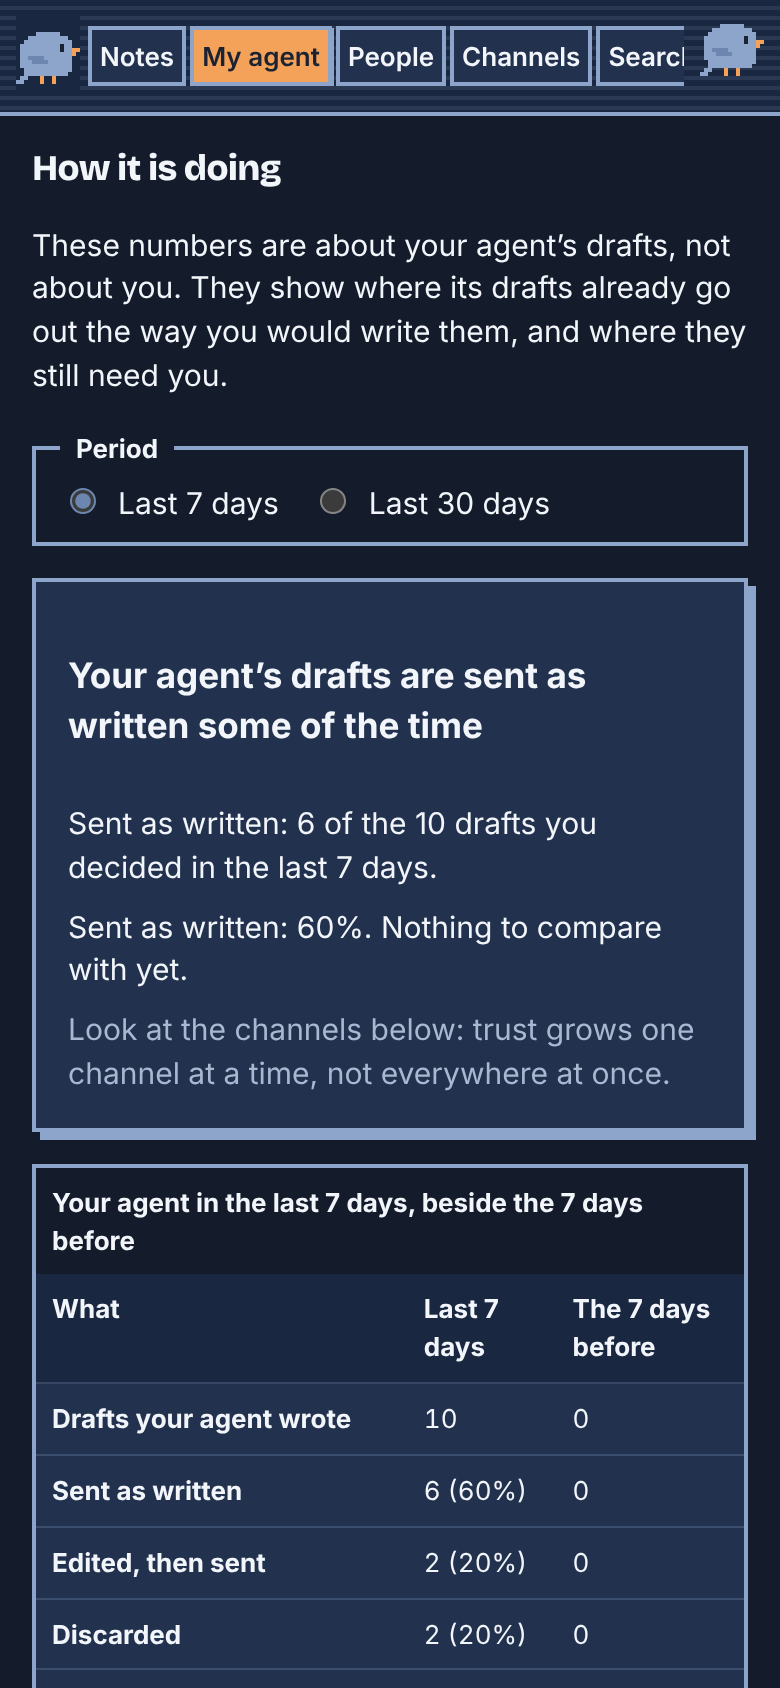 Notes
My agent
People
Channels
Search
How it is doing
These numbers are about your agent’s drafts, not
about you. They show where its drafts already go
out the way you would write them, and where they
still need you.
Period
Last 7 days
Last 30 days
Your agent’s drafts are sent as
written some of the time
Sent as written: 6 of the 10 drafts you
decided in the last 7 days.
Sent as written: 60%. Nothing to compare
with yet.
Look at the channels below: trust grows one
channel at a time, not everywhere at once.
Your agent in the last 7 days, beside the 7 days
before
What
Last 7
days
The 7 days
before
Drafts your agent wrote 10 0
Sent as written 6 (60%) 0
Edited, then sent 2 (20%) 0
Discarded 2 (20%) 0